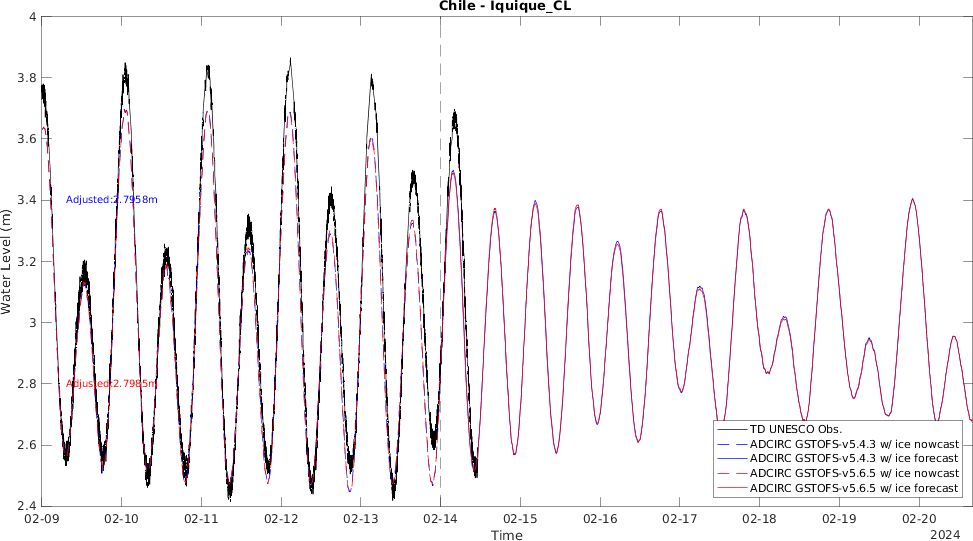 Chile - Iquique_CL
4
3.8
3.6
3.4
3.2
3
2.8
2.6
2.4
Water Level (m)
Adjusted:2.7958m
Adjusted:2.7985m
TD UNESCO Obs.
ADCIRC GSTOFS-v5.4.3 w/ ice nowcast
ADCIRC GSTOFS-v5.4.3 w/ ice forecast
ADCIRC GSTOFS-v5.6.5 w/ ice nowcast
ADCIRC GSTOFS-v5.6.5 w/ ice forecast
02-09 02-10 02-11 02-12 02-13 02-14 02-15 02-16 02-17 02-18 02-19 02-20
Time
2024